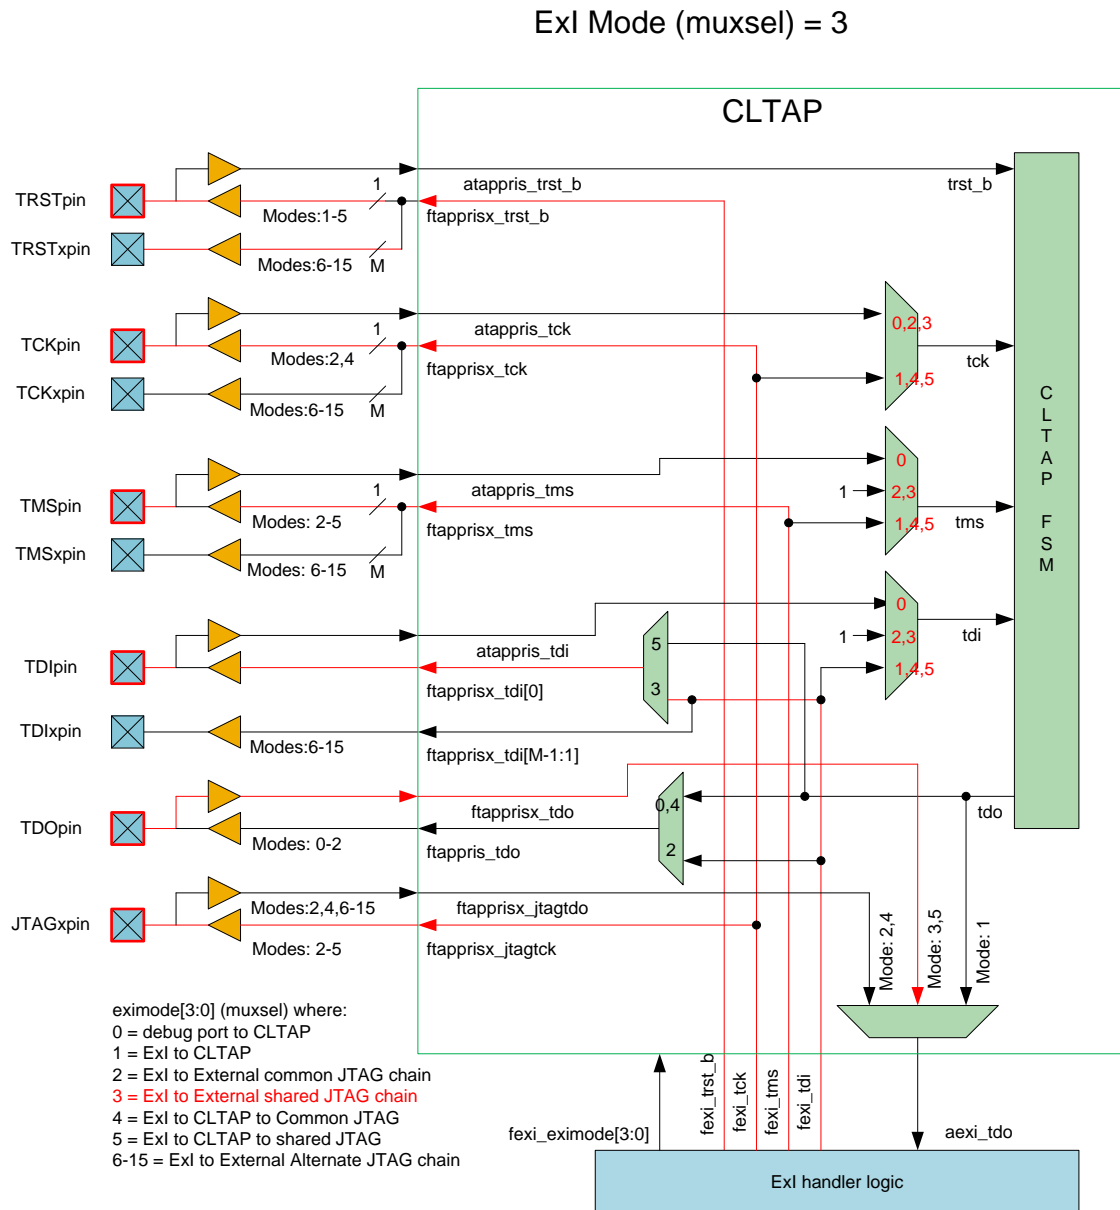 ExI Mode (muxsel) = 3
CLTAP
TRSTpin
1
atappris_trst_b
trst_b
Modes:1-5
ftapprisx_trst_b
TRSTxpin
Modes:6-15
M
0,2,3
TCKpin
1
atappris_tck
tck
Modes:2,4
ftapprisx_tck
1,4,5
TCKxpin
Modes:6-15
M
C
L
T
A
P
F
S
M
0
TMSpin
1
atappris_tms
1
2,3
tms
Modes: 2-5
ftapprisx_tms
1,4,5
TMSxpin
Modes: 6-15
M
0
1
2,3
tdi
5
TDIpin
atappris_tdi
1,4,5
3
ftapprisx_tdi[0]
TDIxpin
Modes:6-15
ftapprisx_tdi[M-1:1]
0,4
tdo
TDOpin
ftapprisx_tdo
Modes: 0-2
ftappris_tdo
2
Modes:2,4,6-15
ftapprisx_jtagtdo
JTAGxpin
Modes: 2-5
ftapprisx_jtagtck
Mode: 2,4
Mode: 3,5
Mode: 1
eximode[3:0] (muxsel) where:
0 = debug port to CLTAP
1 = ExI to CLTAP
2 = ExI to External common JTAG chain
3 = ExI to External shared JTAG chain
4 = ExI to CLTAP to Common JTAG
5 = ExI to CLTAP to shared JTAG
6-15 = ExI to External Alternate JTAG chain
fexi_eximode[3:0]
fexi_trst_b
fexi_tck
fexi_tms
fexi_tdi
aexi_tdo
ExI handler logic